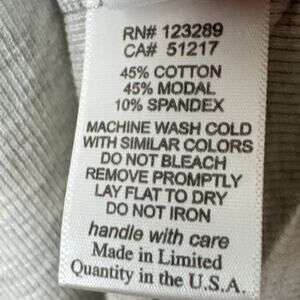 RN# 123289
CA# 51217
45% COTTON
45% MODAL
10% SPANDEX
MACHINE WASH COLD
WITH SIMILAR COLORS
DO NOT BLEACH
REMOVE PROMPTLY
LAY FLAT TO DRY
DO NOT IRON
handle with care
Made in Limited
Quantity in the U.S.A.